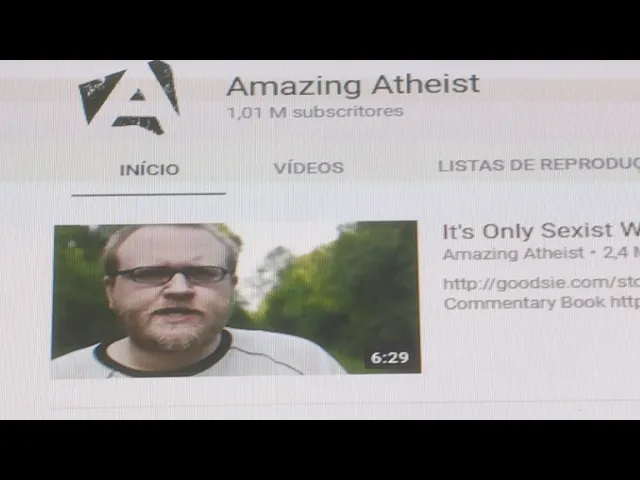 Amazing Atheist
1,01 M subscritores
INÍCIO VÍDEOS LISTAS DE REPRODUÇ
It's Only Sexist W
Amazing Atheist • 2,4 M
http://goodsie.com/sto
Commentary Book http
6:29